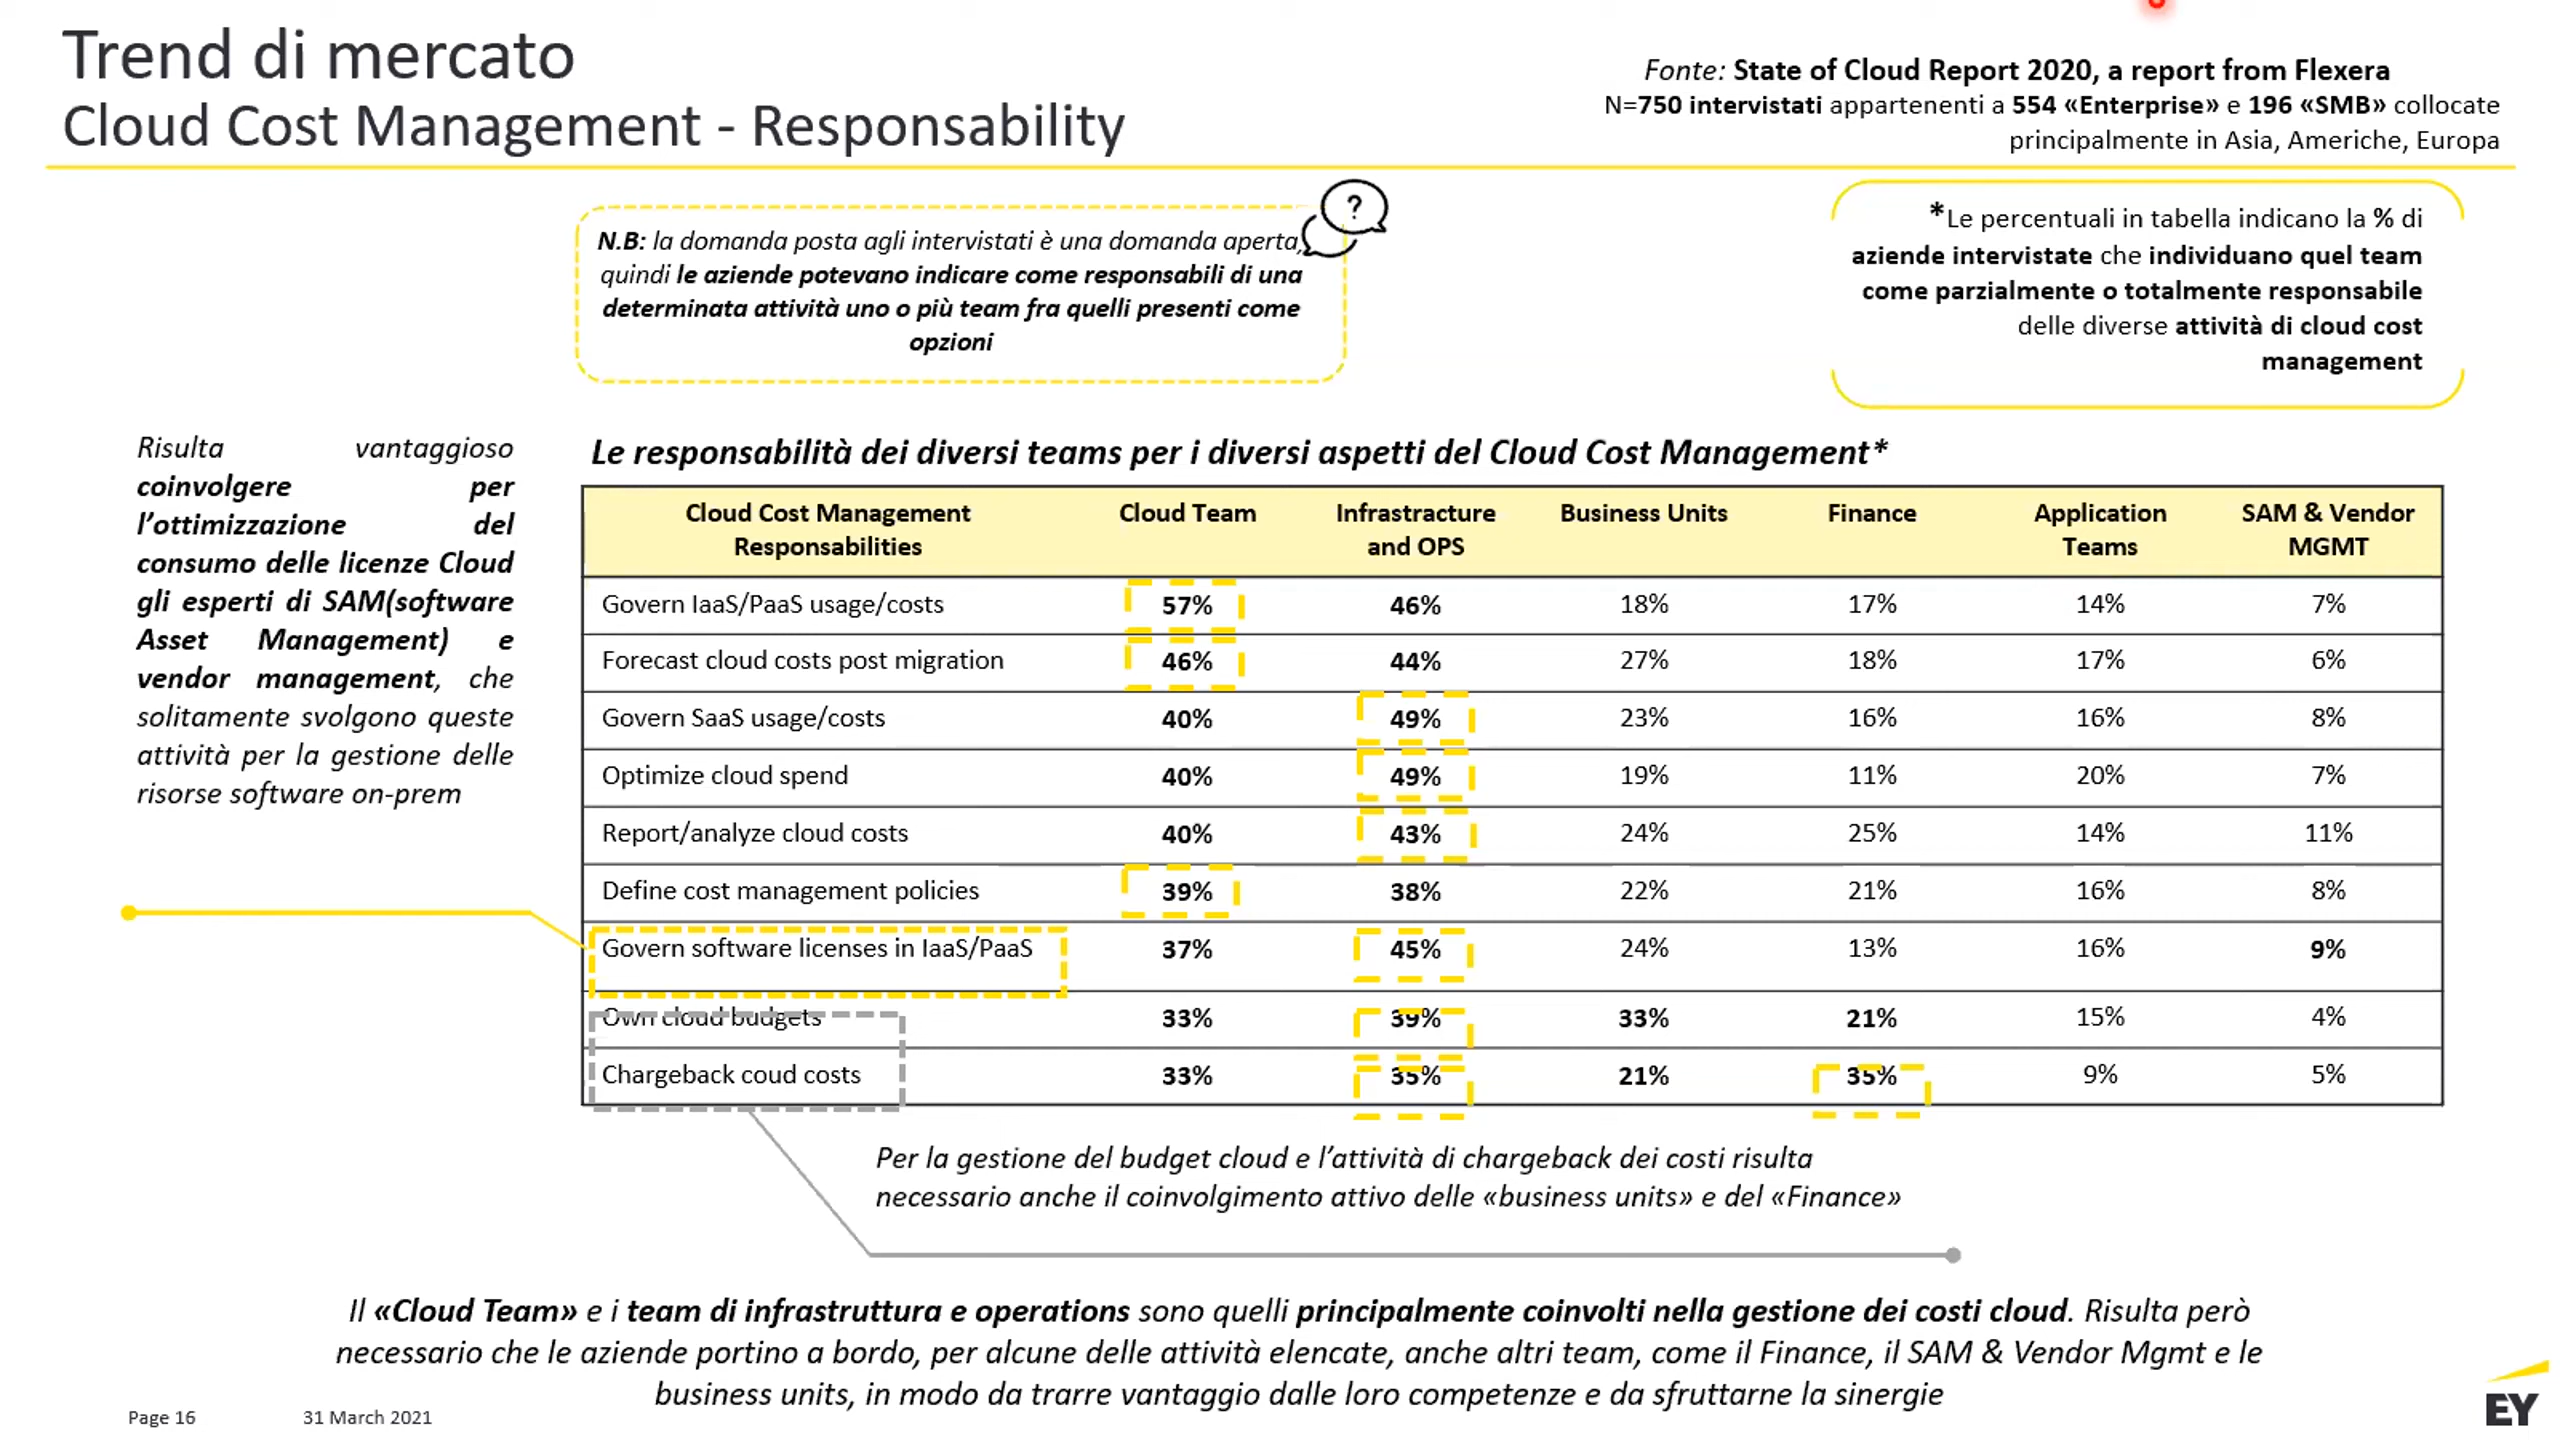 Trend di mercato
Cloud Cost Management - Responsability
Fonte: State of Cloud Report 2020, a report from Flexera
N=750 intervistati appartenenti a 554 «Enterprise» e 196 «SMB» collocate
principalmente in Asia, Americhe, Europa
N.B: la domanda posta agli intervistati è una domanda aperta,
quindi le aziende potevano indicare come responsabili di una
determinata attività uno o più team fra quelli presenti come
opzioni
?
*Le percentuali in tabella indicano la % di
aziende intervistate che individuano quel team
come parzialmente o totalmente responsabile
delle diverse attività di cloud cost
management
Risulta vantaggioso
coinvolgere per
l’ottimizzazione del
consumo delle licenze Cloud
gli esperti di SAM(software
Asset Management) e
vendor management, che
solitamente svolgono queste
attività per la gestione delle
risorse software on-prem
Le responsabilità dei diversi teams per i diversi aspetti del Cloud Cost Management*
Cloud Cost Management Responsabilities Cloud Team Infrastracture and OPS Business Units Finance Application Teams SAM & Vendor MGMT
Govern IaaS/PaaS usage/costs 57% 46% 18% 17% 14% 7%
Forecast cloud costs post migration 46% 44% 27% 18% 17% 6%
Govern SaaS usage/costs 40% 49% 23% 16% 16% 8%
Optimize cloud spend 40% 49% 19% 11% 20% 7%
Report/analyze cloud costs 40% 43% 24% 25% 14% 11%
Define cost management policies 39% 38% 22% 21% 16% 8%
Govern software licenses in IaaS/PaaS 37% 45% 24% 13% 16% 9%
Own cloud budgets 33% 39% 33% 21% 15% 4%
Chargeback coud costs 33% 35% 21% 35% 9% 5%
Per la gestione del budget cloud e l’attività di chargeback dei costi risulta
necessario anche il coinvolgimento attivo delle «business units» e del «Finance»
Il «Cloud Team» e i team di infrastruttura e operations sono quelli principalmente coinvolti nella gestione dei costi cloud. Risulta però
necessario che le aziende portino a bordo, per alcune delle attività elencate, anche altri team, come il Finance, il SAM & Vendor Mgmt e le
business units, in modo da trarre vantaggio dalle loro competenze e da sfruttarne la sinergie
Page 16 31 March 2021
EY